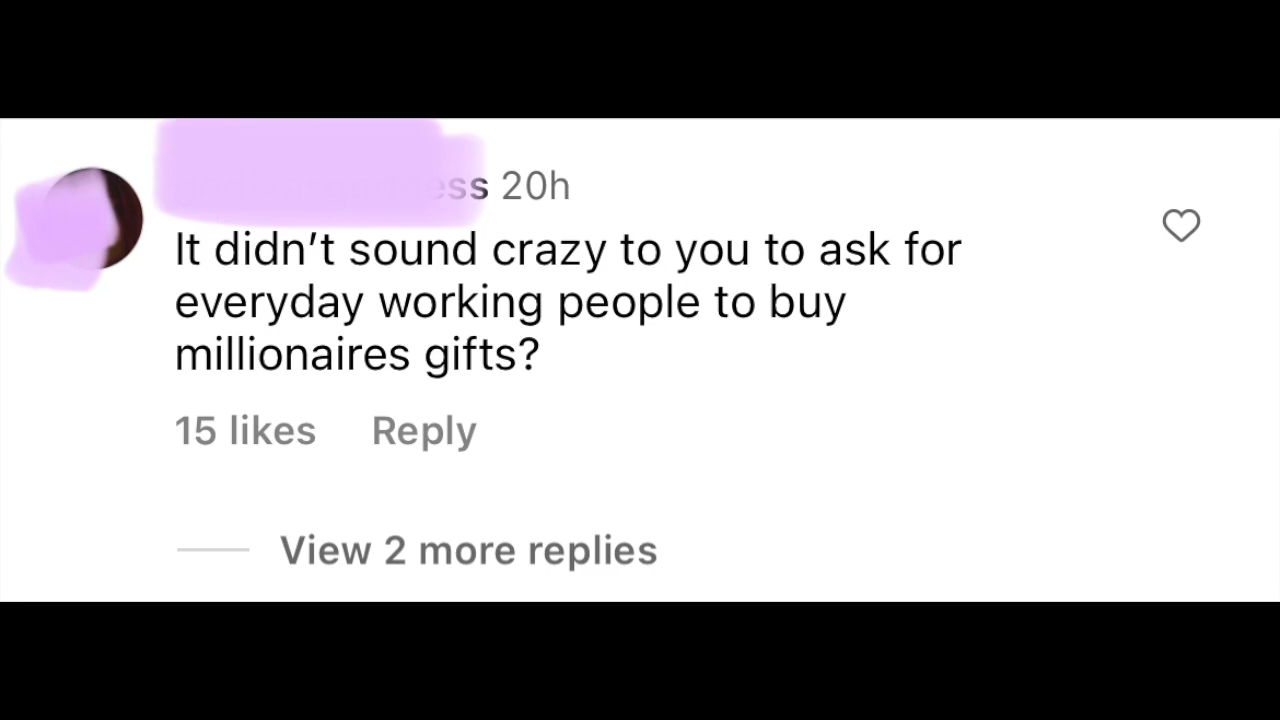 ess 20h
It didn’t sound crazy to you to ask for
everyday working people to buy
millionaires gifts?
15 likes Reply
View 2 more replies